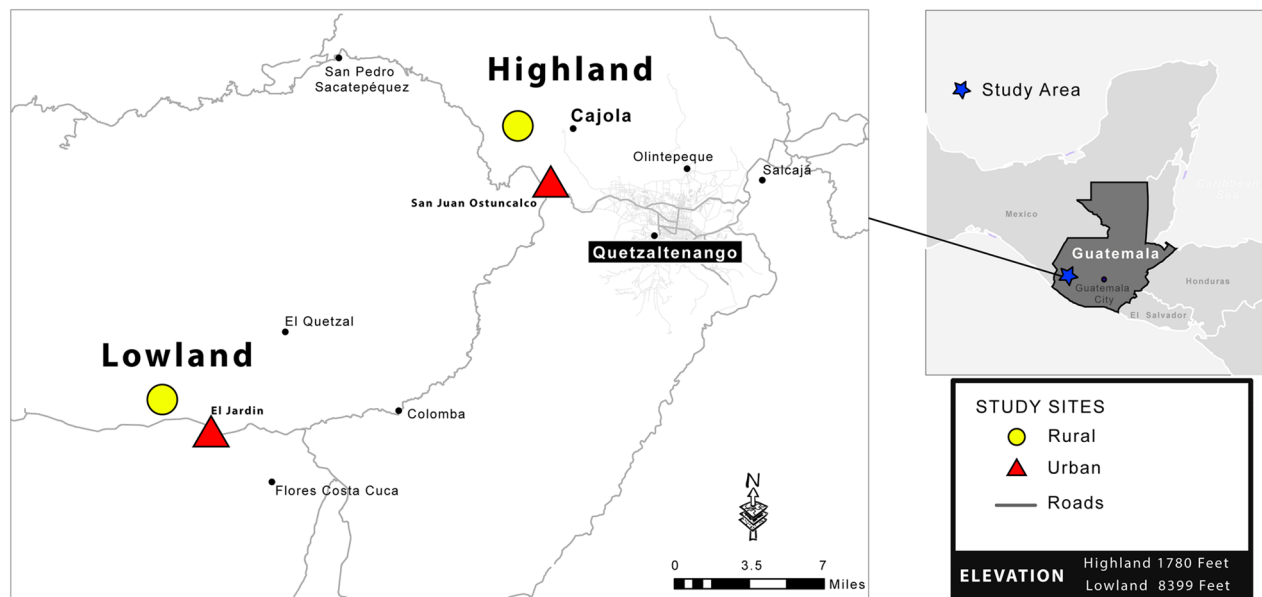 San Pedro
Sacatepéquez
Highland
Cajola
Olintepeque
Salcajá
San Juan Ostuncalco
Quetzaltenango
El Quetzal
Lowland
El Jardin
Colomba
Flores Costa Cuca
N
0 3.5 7
Miles
Study Area
Mexico
Guatemala
Guatemala
City
Honduras
El Salvador
STUDY SITES
Rural
Urban
Roads
ELEVATION
Highland 1780 Feet
Lowland 8399 Feet